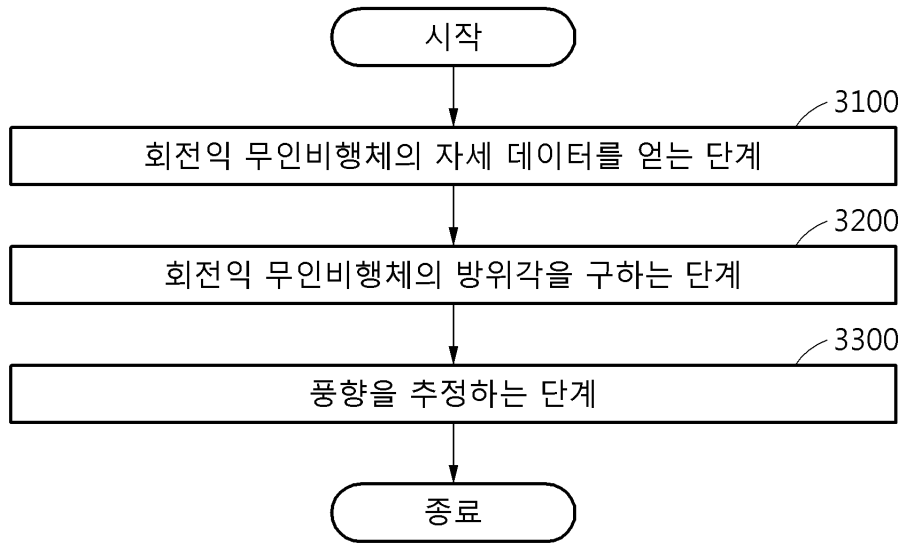 시작
3100
회전익 무인비행체의 자세 데이터를 얻는 단계
3200
회전익 무인비행체의 방위각을 구하는 단계
3300
풍향을 추정하는 단계
종료